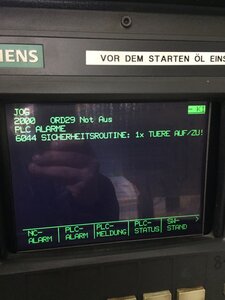 ENS
VOR DEM STARTEN ÖL EINS
JOG
2000 ORD29 Not Aus
PLC ALARME
6044 SICHERHEITSROUTINE: 1x TUERE AUF/ZU!
NC-ALARM PLC-ALARM PLC-MELDUNG PLC-STATUS SW-STAND